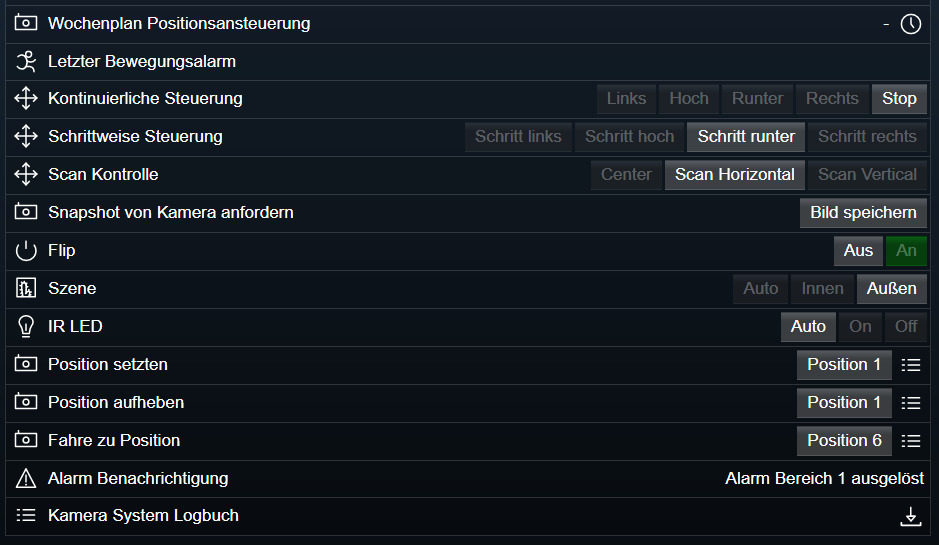 Wochenplan Positionsansteuerung -
Letzter Bewegungsalarm
Kontinuierliche Steuerung Links Hoch Runter Rechts Stop
Schrittweise Steuerung Schritt links Schritt hoch Schritt runter Schritt rechts
Scan Kontrolle Center Scan Horizontal Scan Vertical
Snapshot von Kamera anfordern Bild speichern
Flip Aus An
Szene Auto Innen Außen
IR LED Auto On Off
Position setzten Position 1
Position aufheben Position 1
Fahre zu Position Position 6
Alarm Benachrichtigung Alarm Bereich 1 ausgelöst
Kamera System Logbuch